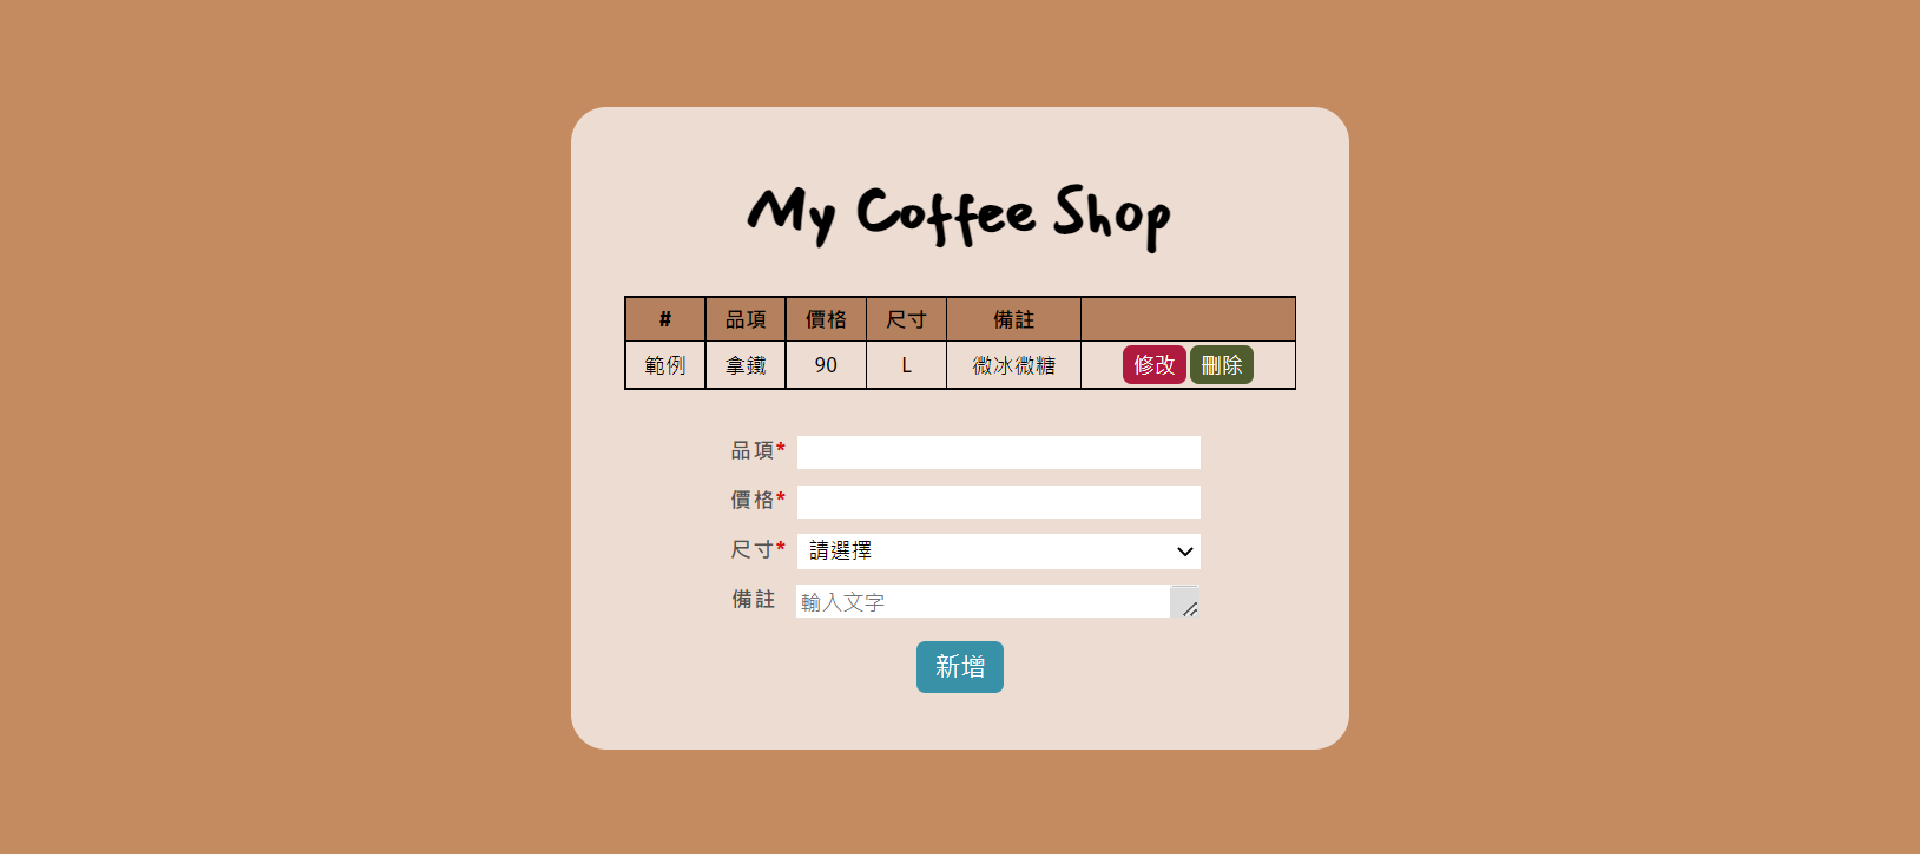 My Coffee Shop
# 品項 價格 尺寸 備註
範例 拿鐵 90 L 微冰微糖 修改 刪除
品項*
價格*
尺寸* 請選擇
備註 輸入文字
新增